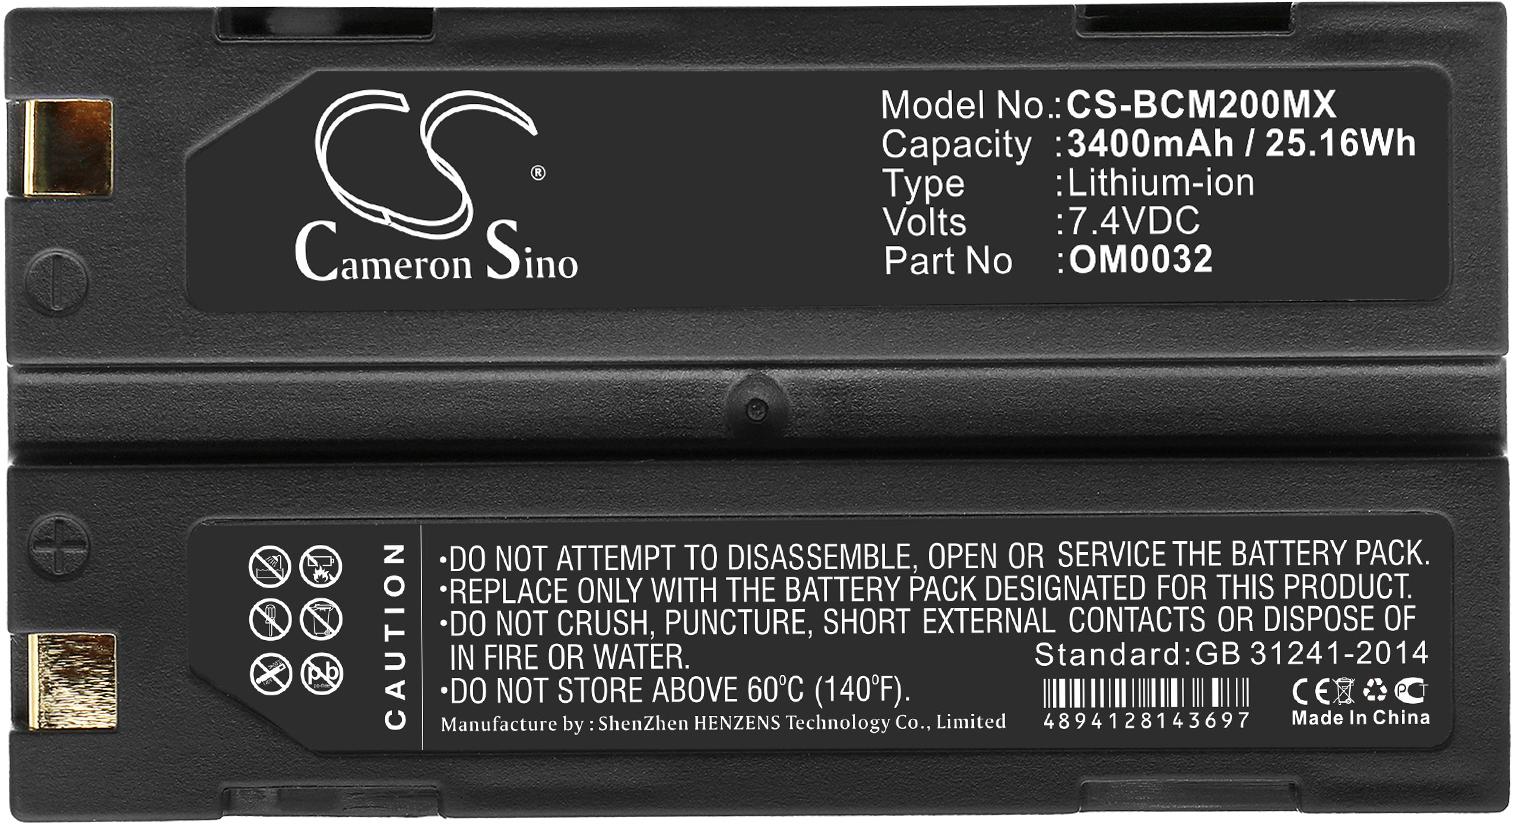 CS ®
Cameron Sino
Model No.: CS-BCM200MX
Capacity : 3400mAh / 25.16Wh
Type : Lithium-ion
Volts : 7.4VDC
Part No : OM0032
CAUTION
•DO NOT ATTEMPT TO DISASSEMBLE, OPEN OR SERVICE THE BATTERY PACK.
•REPLACE ONLY WITH THE BATTERY PACK DESIGNATED FOR THIS PRODUCT.
•DO NOT CRUSH, PUNCTURE, SHORT EXTERNAL CONTACTS OR DISPOSE OF
IN FIRE OR WATER.
Standard:GB 31241-2014
•DO NOT STORE ABOVE 60°C (140°F).
Manufacture by : ShenZhen HENZENS Technology Co., Limited
4894128143697
CE PCT
Made In China
Pb